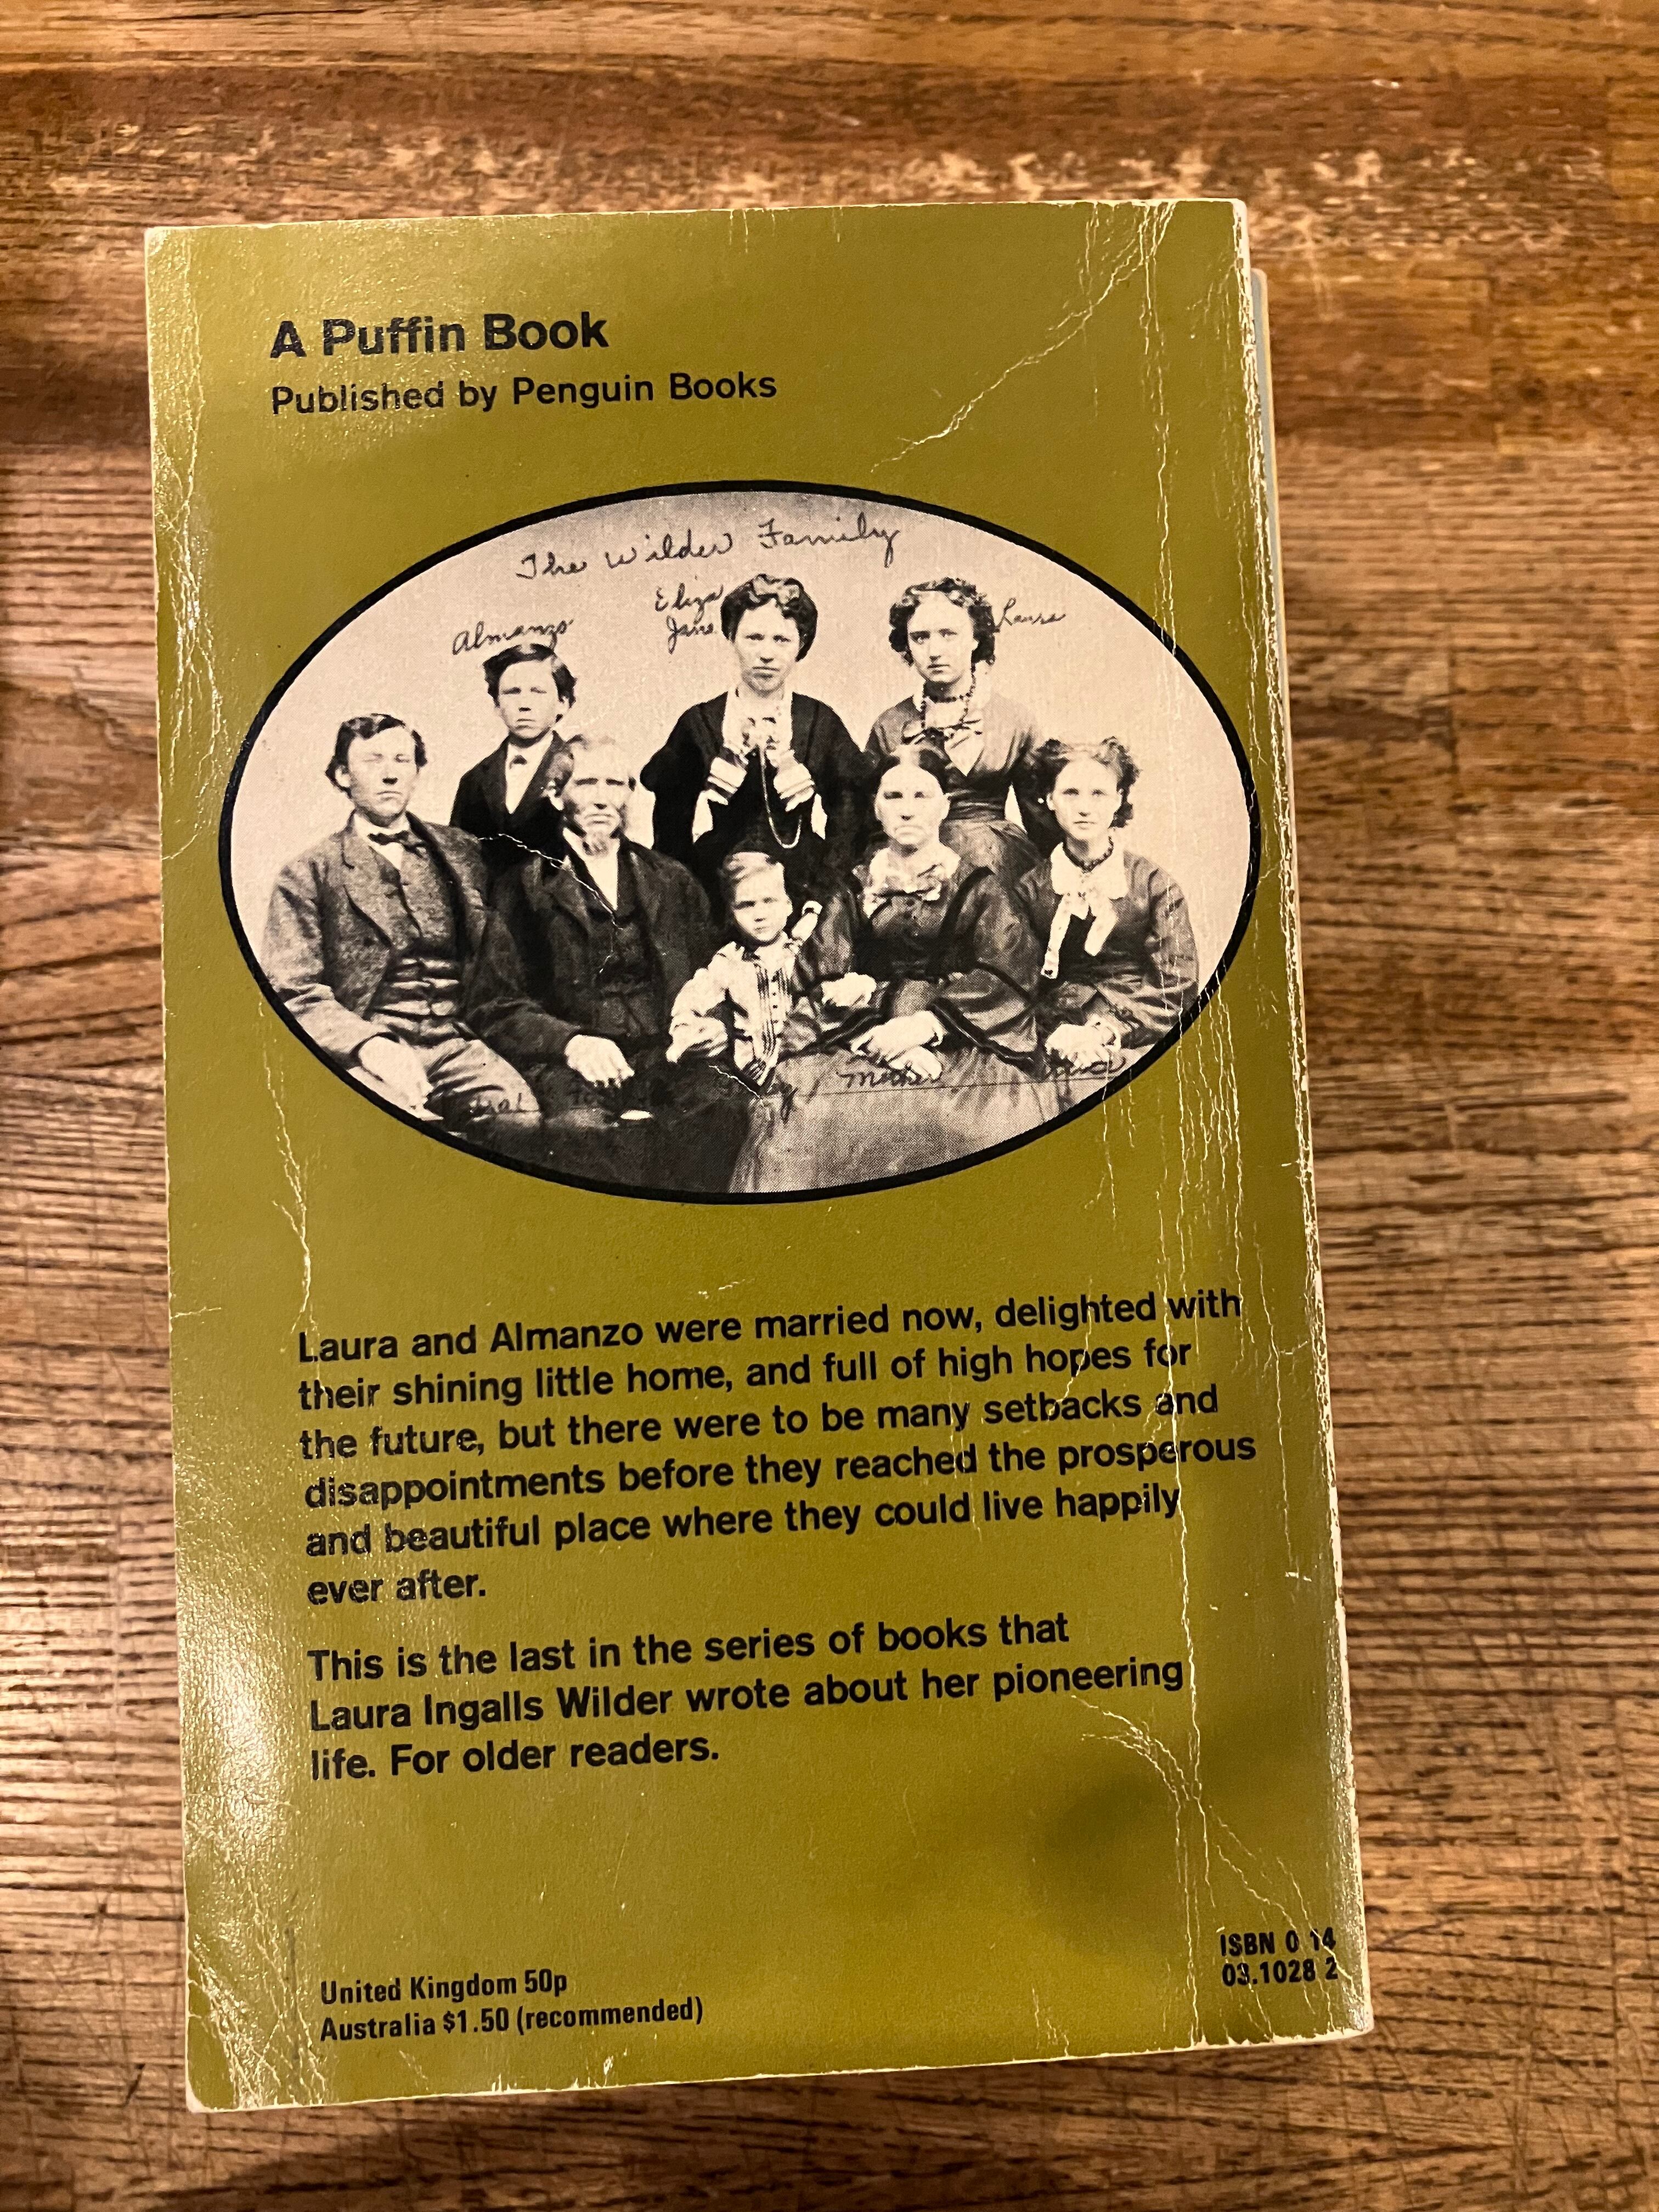 A Puffin Book
Published by Penguin Books
The Wilder Family
Eliza
Jane
Laura
Almanzo
Mother
Laura and Almanzo were married now, delighted with
their shining little home, and full of high hopes for
the future, but there were to be many setbacks and
disappointments before they reached the prosperous
and beautiful place where they could live happily
ever after.
This is the last in the series of books that
Laura Ingalls Wilder wrote about her pioneering
life. For older readers.
United Kingdom 50p
Australia $1.50 (recommended)
ISBN 0 14
03.1028 2